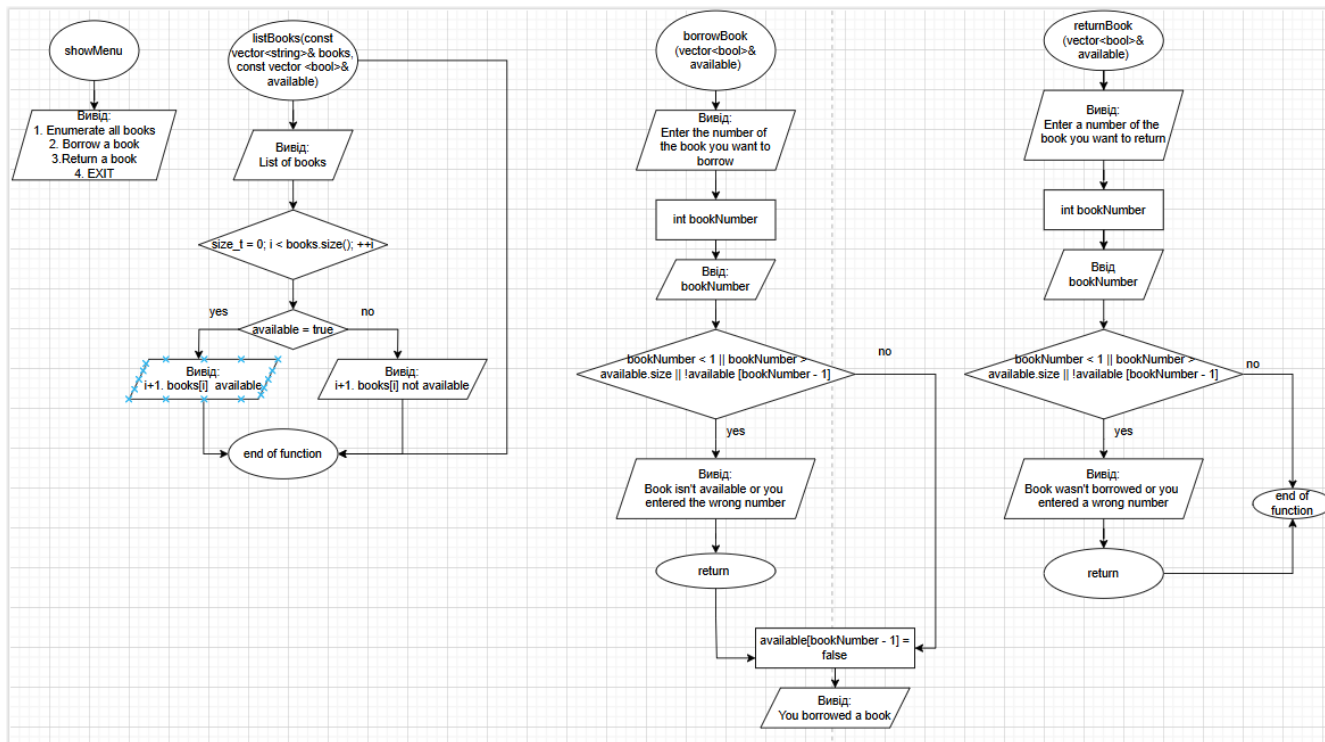 showMenu
Вивід:
1. Enumerate all books
2. Borrow a book
3.Return a book
4. EXIT
listBooks(const
vector<string>& books,
const vector <bool>&
available)
Вивід:
List of books
size_t = 0; i < books.size(); ++i
yes
no
available = true
Вивід:
i+1. books[i] available
Вивід:
i+1. books[i] not available
end of function
borrowBook
(vector<bool>&
available)
Вивід:
Enter the number of
the book you want to
borrow
int bookNumber
Ввід:
bookNumber
bookNumber < 1 || bookNumber >
available.size || !available [bookNumber - 1]
no
yes
Вивід:
Book isn't available or you
entered the wrong number
return
available[bookNumber - 1] =
false
Вивід:
You borrowed a book
returnBook
(vector<bool>&
available)
Вивід:
Enter a number of the
book you want to return
int bookNumber
Ввід
bookNumber
bookNumber < 1 || bookNumber >
available.size || !available [bookNumber - 1]
no
yes
Вивід:
Book wasn't borrowed or you
entered a wrong number
return
end of
function